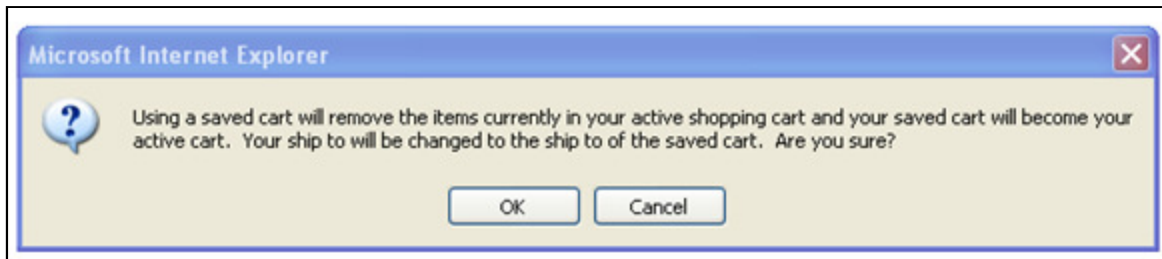 Microsoft Internet Explorer
Using a saved cart will remove the items currently in your active shopping cart and your saved cart will become your
active cart.  Your ship to will be changed to the ship to of the saved cart.  Are you sure?
OK Cancel